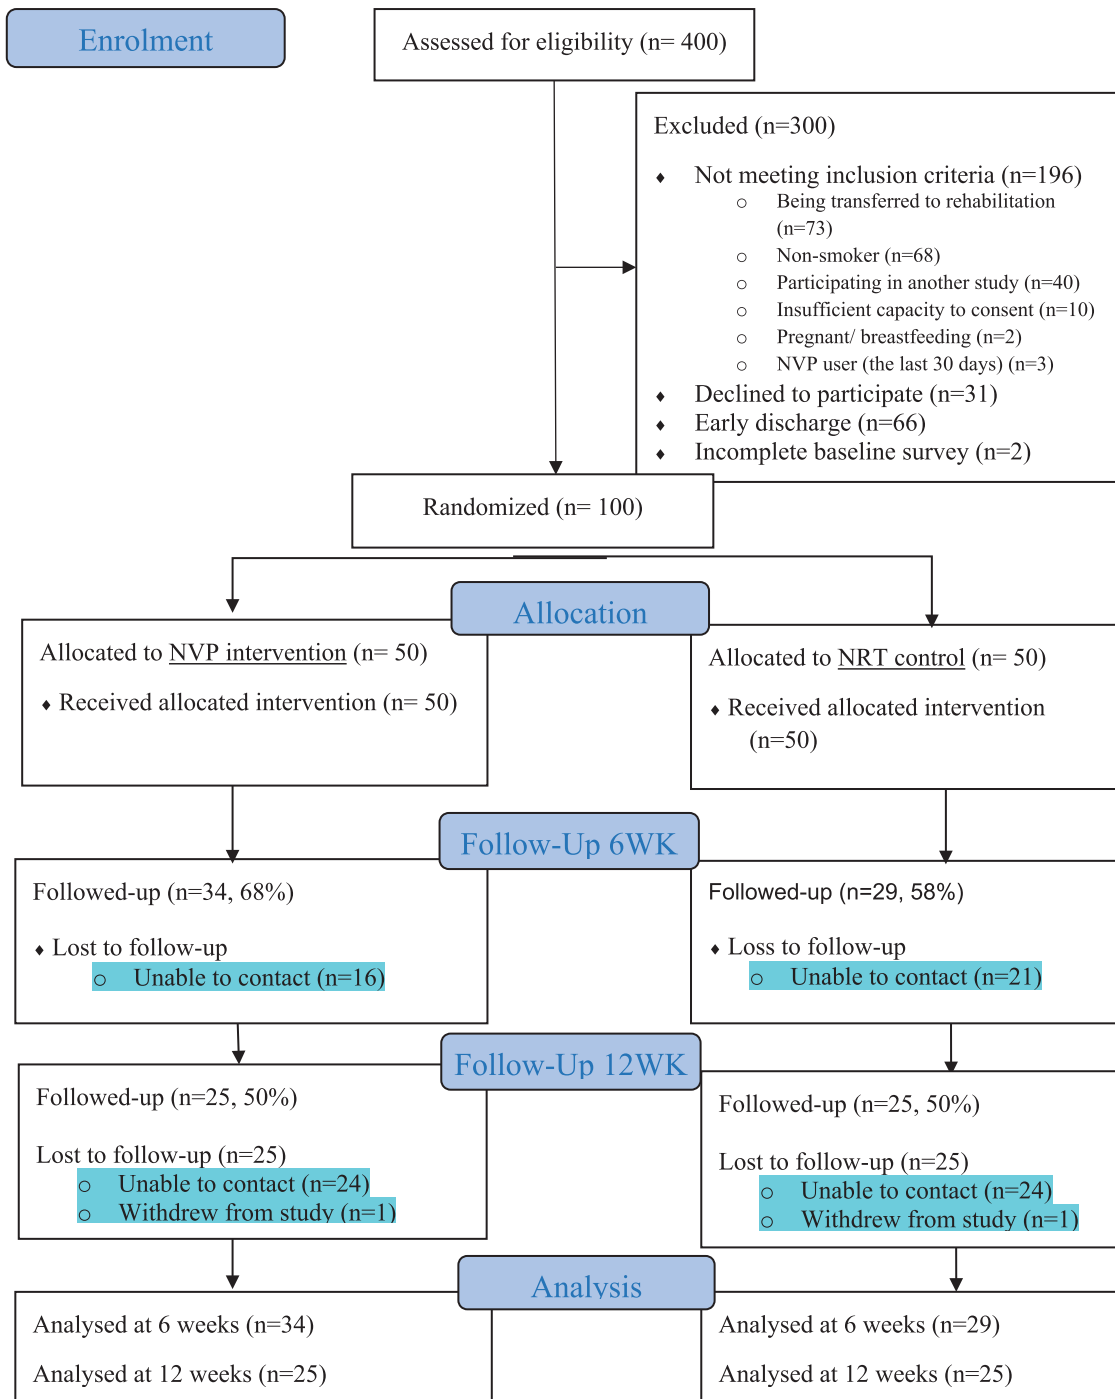 Enrolment
Assessed for eligibility (n= 400)
Excluded (n=300)
♦ Not meeting inclusion criteria (n=196)
o Being transferred to rehabilitation
(n=73)
o Non-smoker (n=68)
o Participating in another study (n=40)
o Insufficient capacity to consent (n=10)
o Pregnant/ breastfeeding (n=2)
o NVP user (the last 30 days) (n=3)
♦ Declined to participate (n=31)
♦ Early discharge (n=66)
♦ Incomplete baseline survey (n=2)
Randomized (n= 100)
Allocation
Allocated to NVP intervention (n= 50)
♦ Received allocated intervention (n= 50)
Allocated to NRT control (n= 50)
♦ Received allocated intervention
(n=50)
Follow-Up 6WK
Followed-up (n=34, 68%)
♦ Lost to follow-up
o Unable to contact (n=16)
Followed-up (n=29, 58%)
♦ Loss to follow-up
o Unable to contact (n=21)
Follow-Up 12WK
Followed-up (n=25, 50%)
Lost to follow-up (n=25)
o Unable to contact (n=24)
o Withdrew from study (n=1)
Followed-up (n=25, 50%)
Lost to follow-up (n=25)
o Unable to contact (n=24)
o Withdrew from study (n=1)
Analysis
Analysed at 6 weeks (n=34)
Analysed at 12 weeks (n=25)
Analysed at 6 weeks (n=29)
Analysed at 12 weeks (n=25)